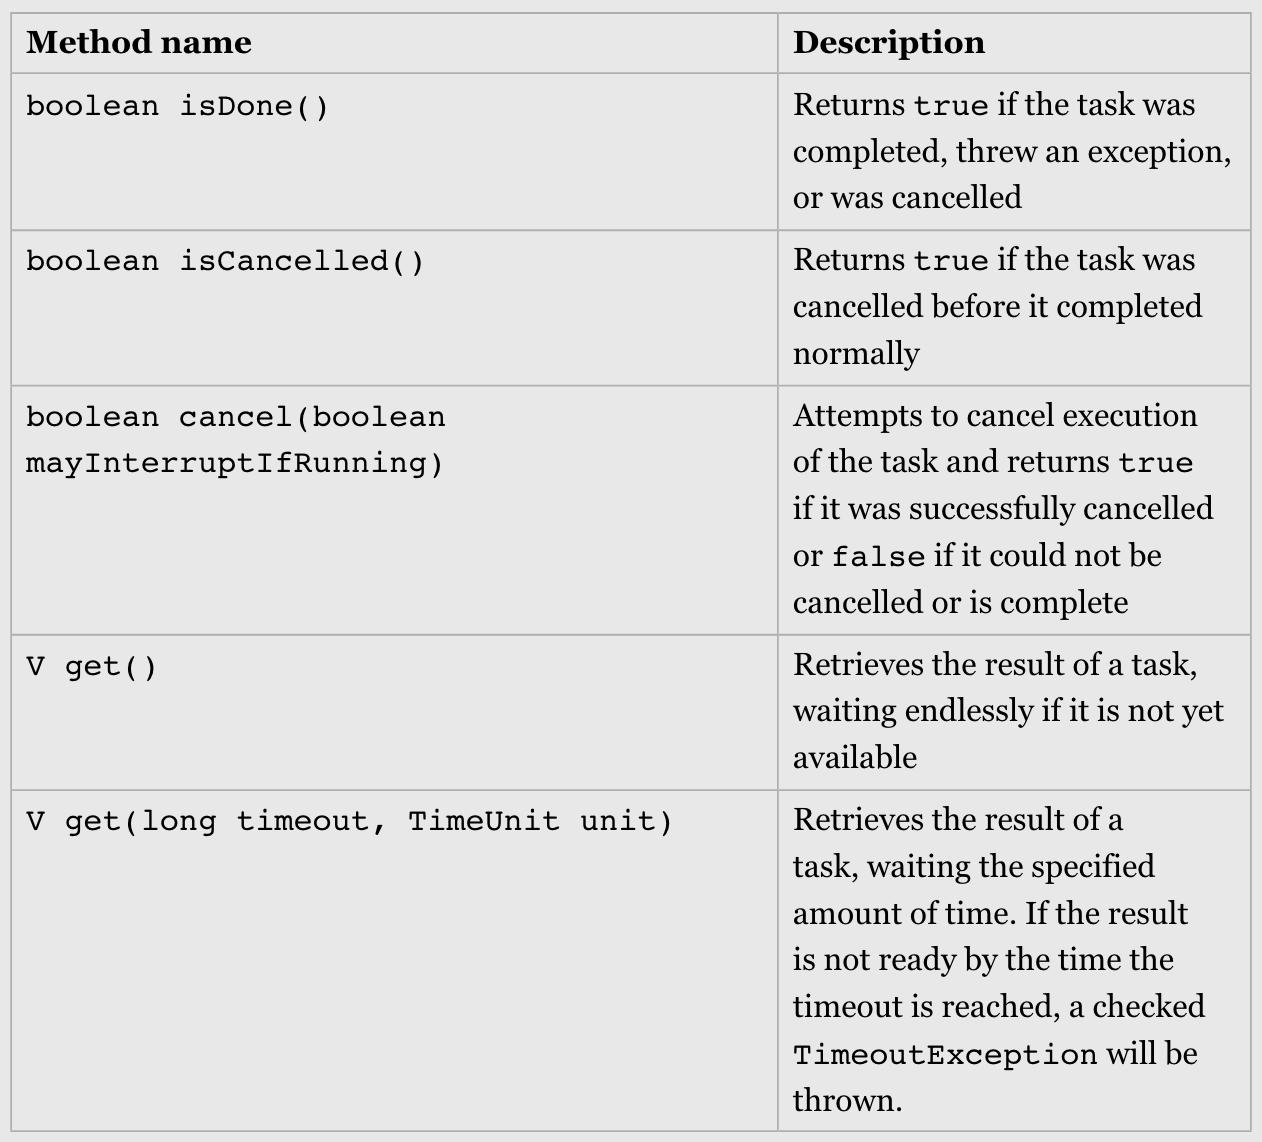 Method name
Description
boolean isDone()
Returns true if the task was
completed, threw an exception,
or was cancelled
boolean isCancelled()
Returns true if the task was
cancelled before it completed
normally
boolean cancel(boolean
mayInterruptIfRunning)
Attempts to cancel execution
of the task and returns true
if it was successfully cancelled
or false if it could not be
cancelled or is complete
V get()
Retrieves the result of a task,
waiting endlessly if it is not yet
available
V get(long timeout, TimeUnit unit)
Retrieves the result of a
task, waiting the specified
amount of time. If the result
is not ready by the time the
timeout is reached, a checked
TimeoutException will be
thrown.